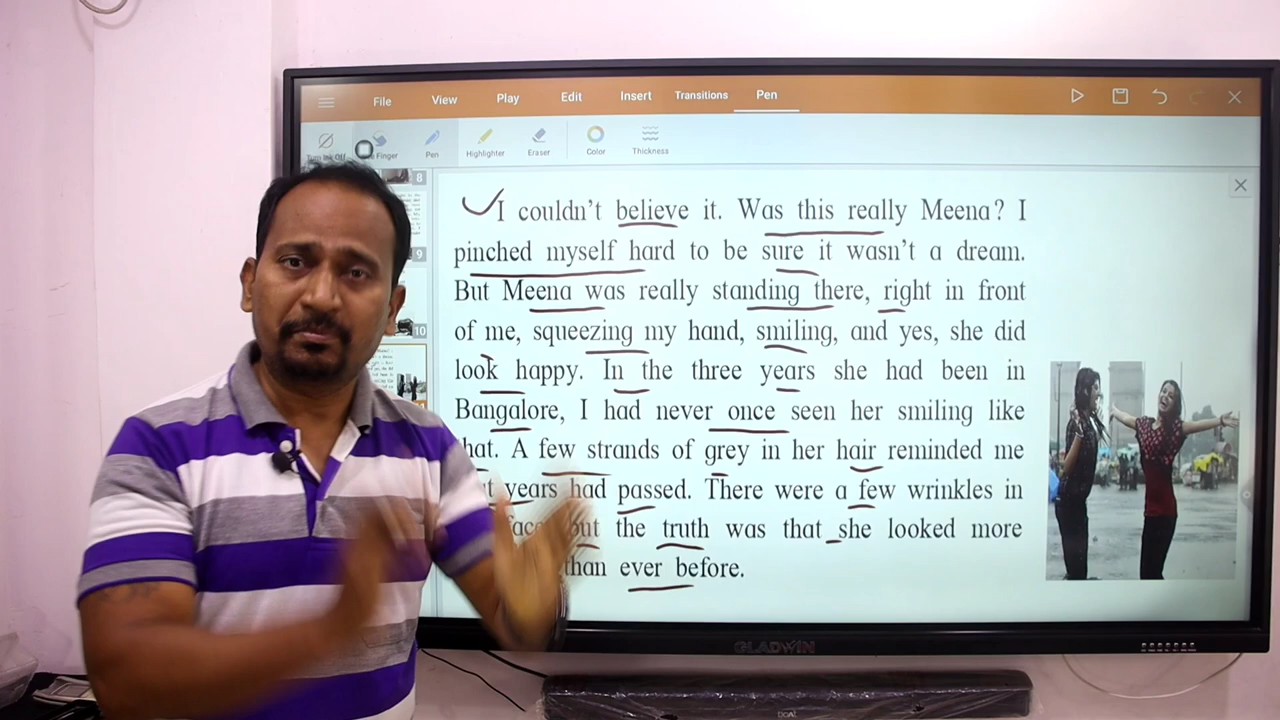 File View Play Edit Insert Transitions Pen
Pen Highlighter Eraser Color Thickness
8
9
10
I couldn't believe it. Was this really Meena? I
pinched myself hard to be sure it wasn't a dream.
But Meena was really standing there, right in front
of me, squeezing my hand, smiling, and yes, she did
look happy. In the three years she had been in
Bangalore, I had never once seen her smiling like
hat. A few strands of grey in her hair reminded me
years had passed. There were a few wrinkles in
face but the truth was that she looked more
than ever before.
GLADWIN